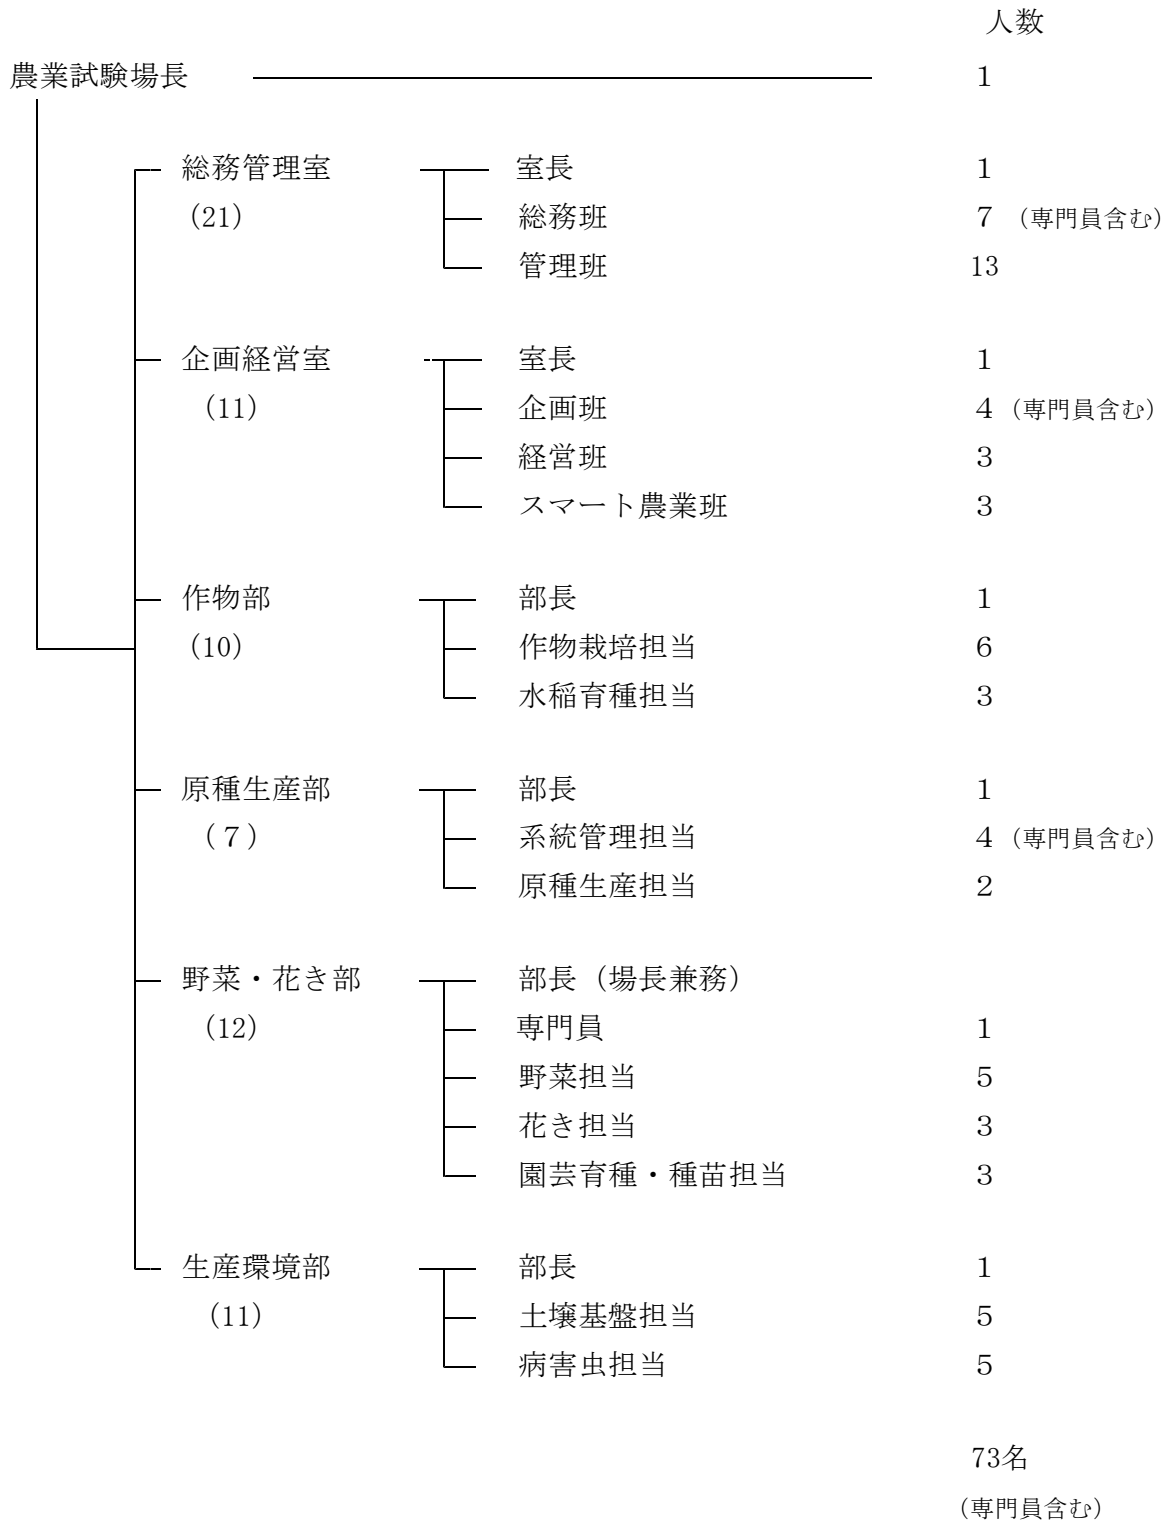 人数
農業試験場長 1
総務管理室 室長 1
(21) 総務班 7 (専門員含む)
管理班 13
企画経営室 室長 1
(11) 企画班 4 (専門員含む)
経営班 3
スマート農業班 3
作物部 部長 1
(10) 作物栽培担当 6
水稲育種担当 3
原種生産部 部長 1
(7) 系統管理担当 4 (専門員含む)
原種生産担当 2
野菜・花き部 部長（場長兼務）
(12) 専門員 1
野菜担当 5
花き担当 3
園芸育種・種苗担当 3
生産環境部 部長 1
(11) 土壌基盤担当 5
病害虫担当 5
73名
(専門員含む)